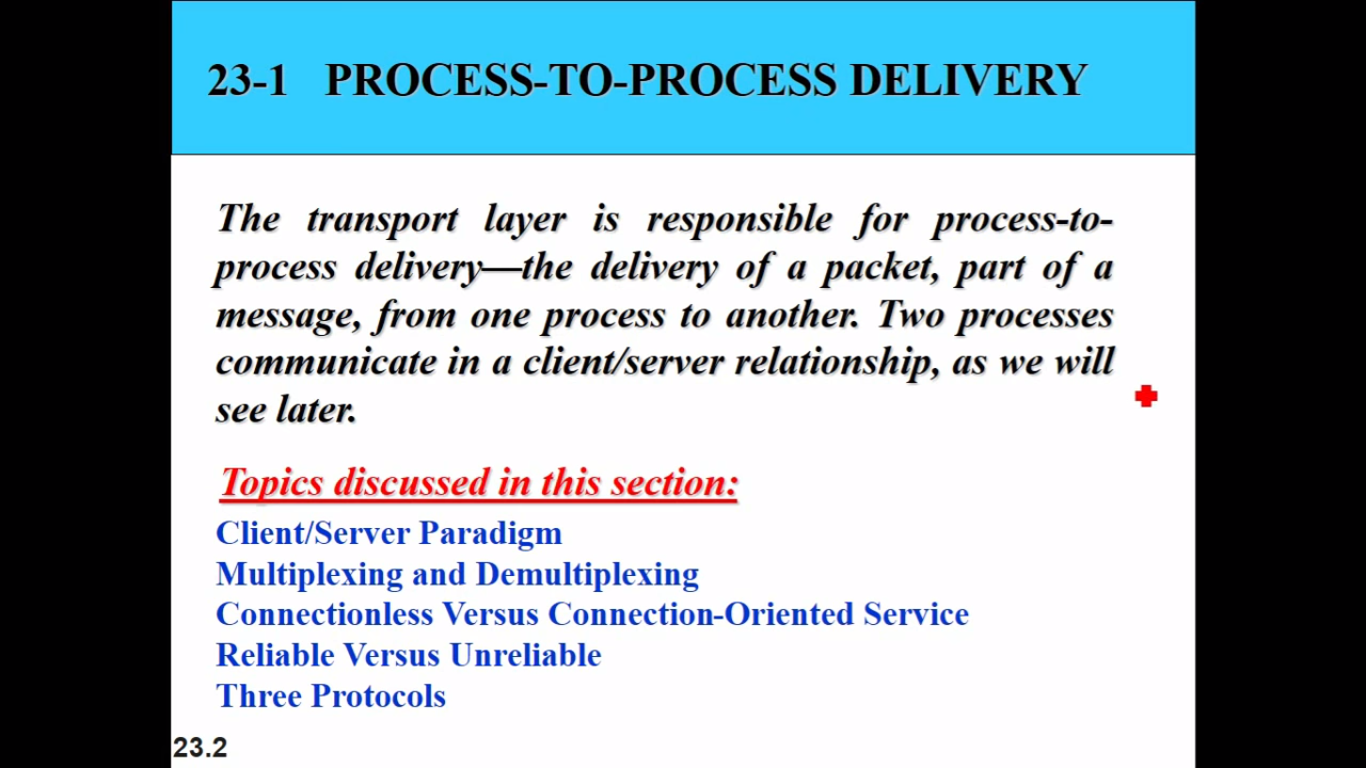 23-1 PROCESS-TO-PROCESS DELIVERY
The transport layer is responsible for process-to-
process delivery—the delivery of a packet, part of a
message, from one process to another. Two processes
communicate in a client/server relationship, as we will
see later.
Topics discussed in this section:
Client/Server Paradigm
Multiplexing and Demultiplexing
Connectionless Versus Connection-Oriented Service
Reliable Versus Unreliable
Three Protocols
23.2